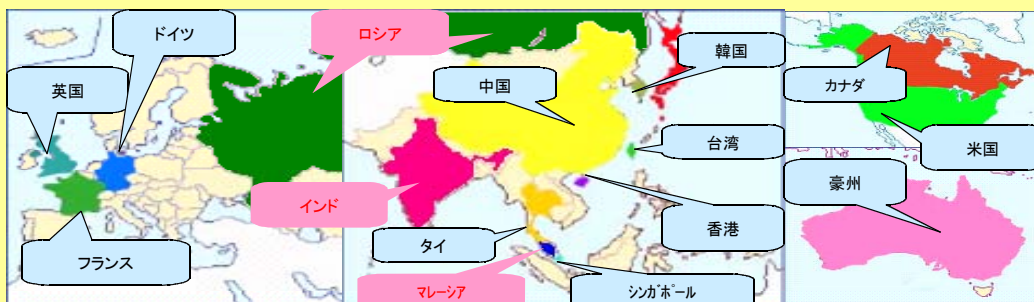 ドイツ
ロシア
英国
韓国
中国
カナダ
台湾
米国
豪州
インド
香港
タイ
フランス
マレーシア
シンガポール